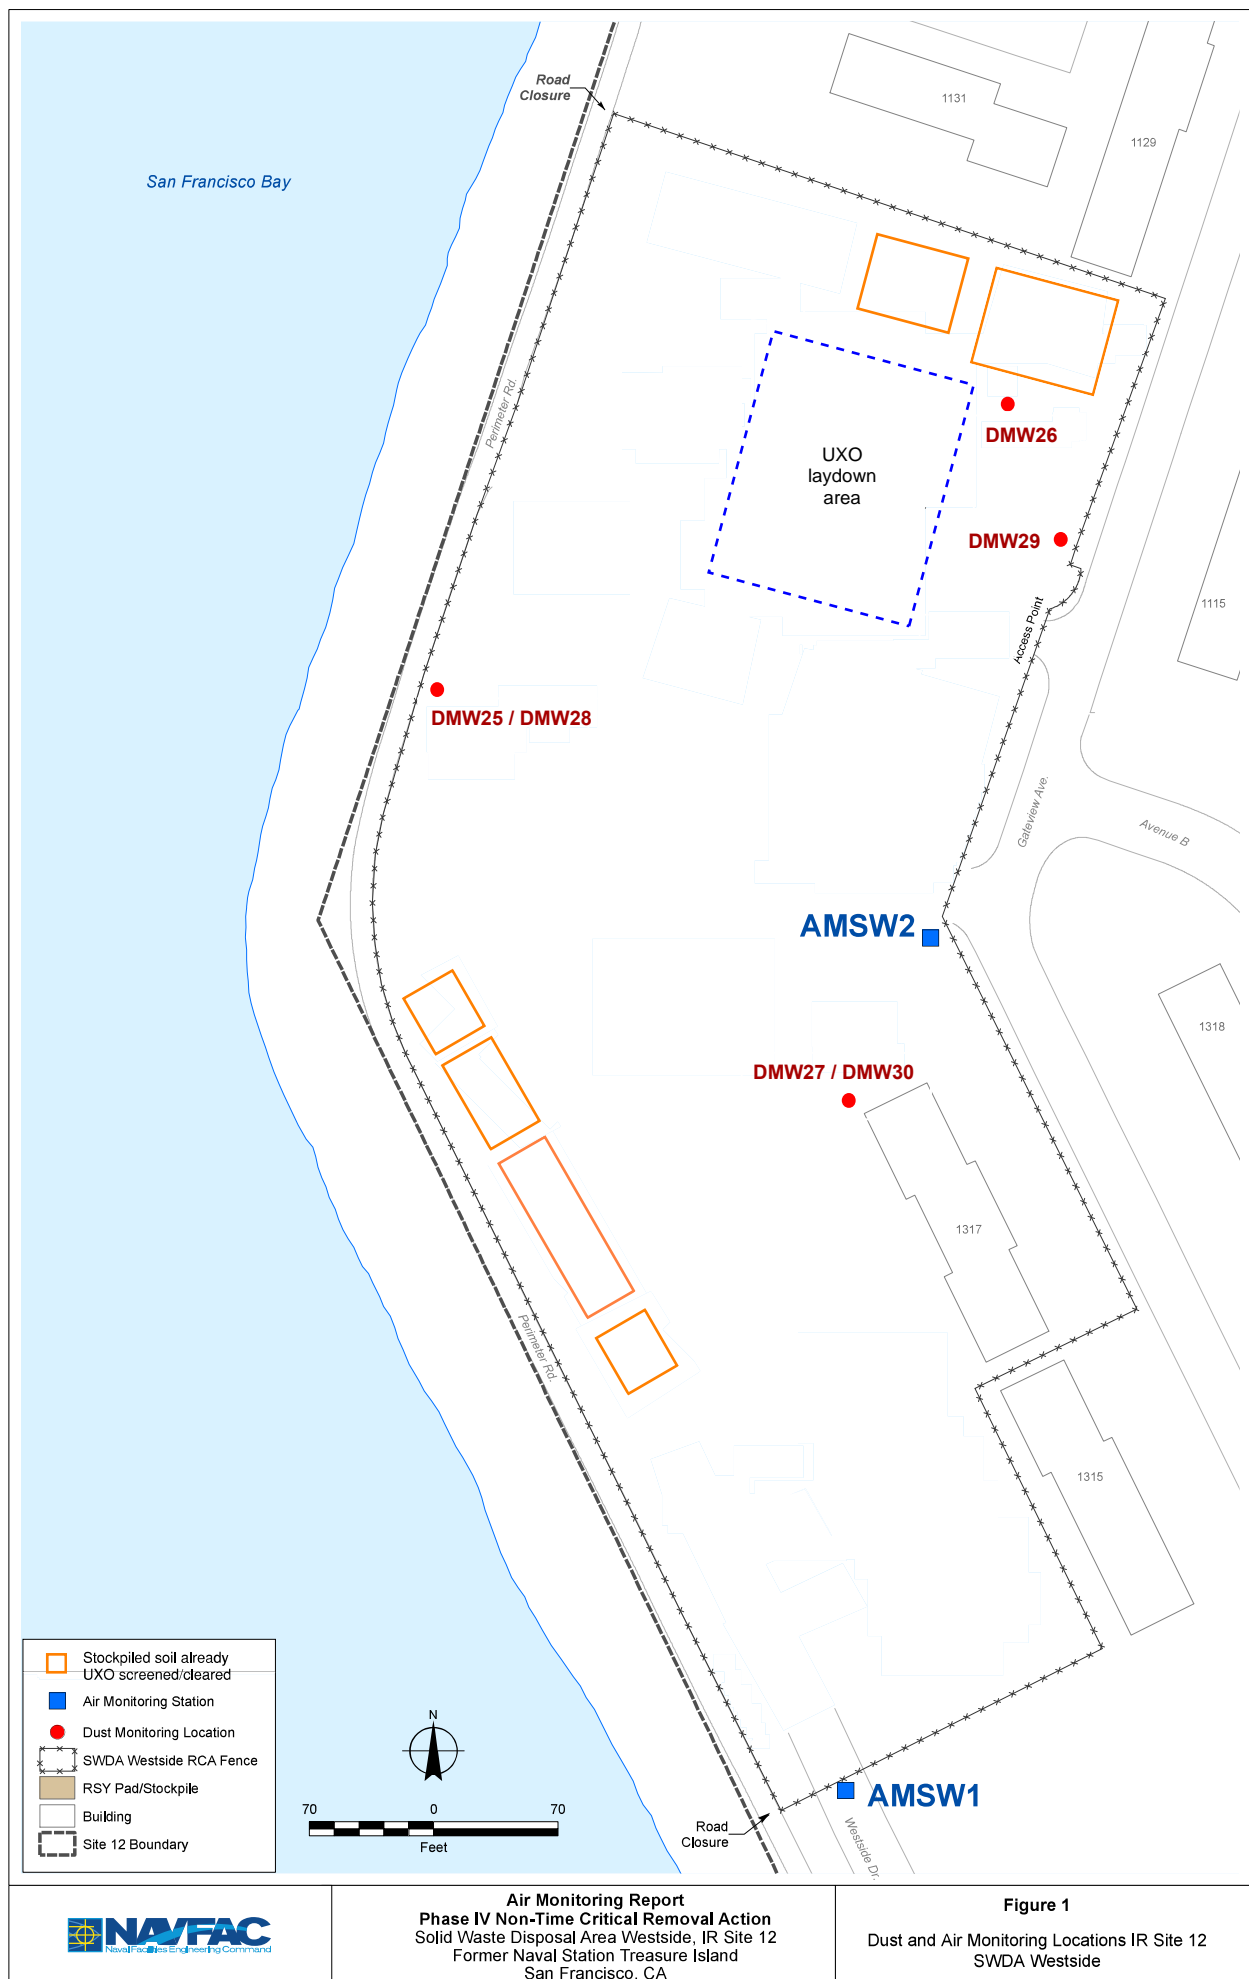 Road
Closure
San Francisco Bay
1131
1129
Perimeter Rd.
DMW26
UXO
laydown
area
DMW29
1115
Access Point
DMW25 / DMW28
Gateview Ave.
Avenue B
AMSW2
1318
DMW27 / DMW30
1317
Perimeter Rd.
1315
Stockpiled soil already
UXO screened/cleared
Air Monitoring Station
Dust Monitoring Location
SWDA Westside RCA Fence
RSY Pad/Stockpile
Building
Site 12 Boundary
N
70 0 70
Feet
AMSW1
Road
Closure
Westside Dr.
NAVFAC
Naval Facilities Engineering Command
Air Monitoring Report
Phase IV Non-Time Critical Removal Action
Solid Waste Disposal Area Westside, IR Site 12
Former Naval Station Treasure Island
San Francisco, CA
Figure 1
Dust and Air Monitoring Locations IR Site 12
SWDA Westside